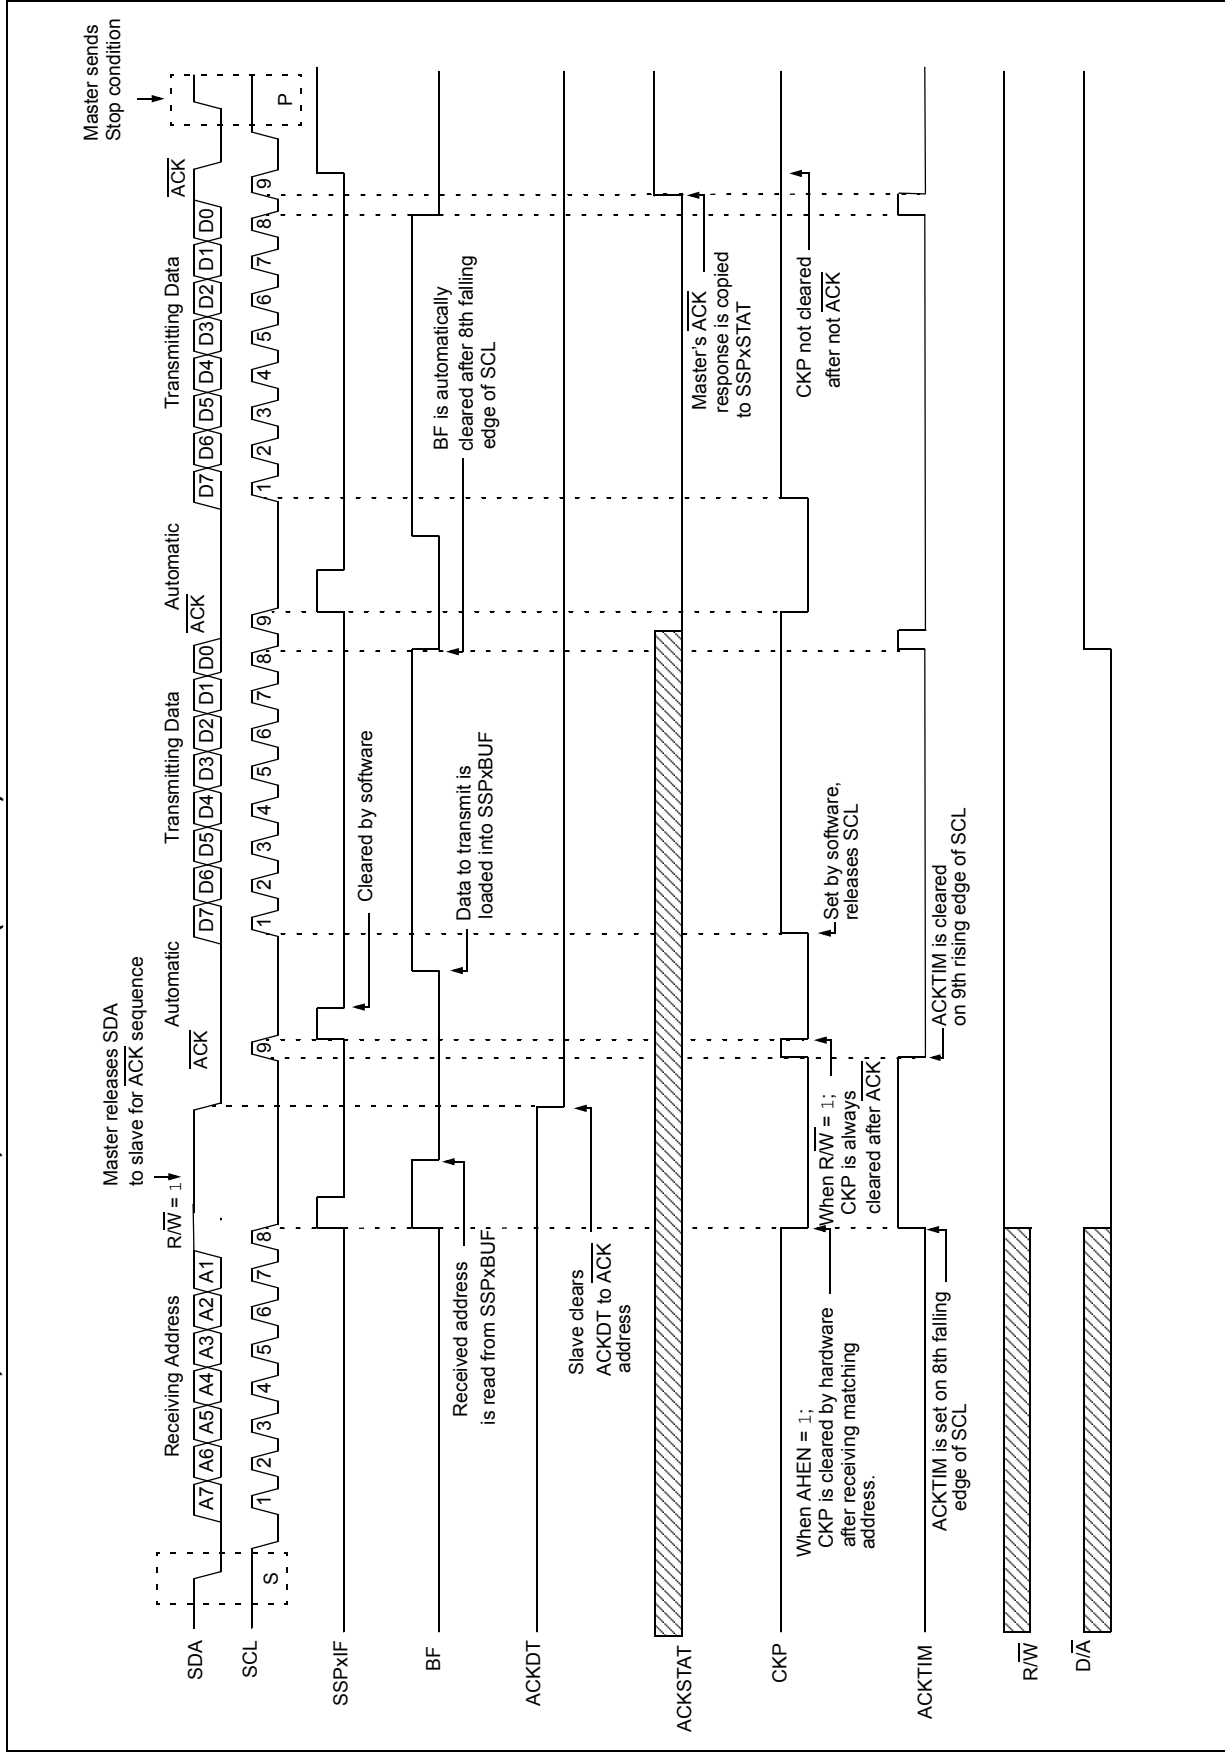 Master releases SDA
to slave for ACK sequence
Master sends
Stop condition
Receiving Address
R/W = 1
ACK
Automatic
Transmitting Data
ACK
Automatic
Transmitting Data
ACK
SDA
A7 A6 A5 A4 A3 A2 A1
D7 D6 D5 D4 D3 D2 D1 D0
D7 D6 D5 D4 D3 D2 D1 D0
SCL
S
1 2 3 4 5 6 7 8 9
1 2 3 4 5 6 7 8 9
1 2 3 4 5 6 7 8 9
P
SSPxIF
Cleared by software
BF
Received address
is read from SSPxBUF
Data to transmit is
loaded into SSPxBUF
BF is automatically
cleared after 8th falling
edge of SCL
ACKDT
Slave clears
ACKDT to ACK
address
ACKSTAT
Master's ACK
response is copied
to SSPxSTAT
CKP
When AHEN = 1;
CKP is cleared by hardware
after receiving matching
address.
When R/W = 1;
CKP is always
cleared after ACK
Set by software,
releases SCL
CKP not cleared
after not ACK
ACKTIM
ACKTIM is set on 8th falling
edge of SCL
ACKTIM is cleared
on 9th rising edge of SCL
R/W
D/A